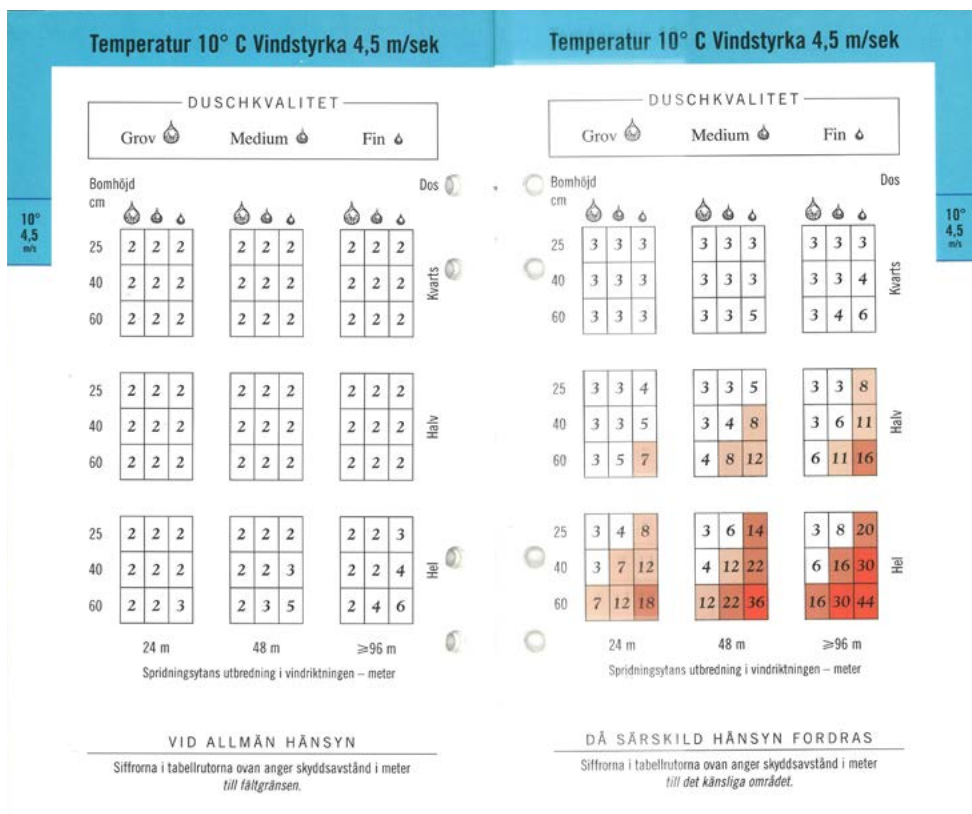 Temperatur 10° C Vindstyrka 4,5 m/sek
10°
4,5
m/s
DUSCHKVALITET
Grov Medium Fin
Bomhöjd
cm
Dos
25 2 2 2 2 2 2 2 2 2
40 2 2 2 2 2 2 2 2 2
60 2 2 2 2 2 2 2 2 2
Kvarts
25 2 2 2 2 2 2 2 2 2
40 2 2 2 2 2 2 2 2 2
60 2 2 2 2 2 2 2 2 2
Halv
25 2 2 2 2 2 2 2 2 3
40 2 2 2 2 2 3 2 2 4
60 2 2 3 2 3 5 2 4 6
Hel
24 m 48 m ≥96 m
Spridningsytans utbredning i vindriktningen – meter
VID ALLMÄN HÄNSYN
Siffrorna i tabellrutorna ovan anger skyddsavstånd i meter
till fältgränsen.
Temperatur 10° C Vindstyrka 4,5 m/sek
10°
4,5
m/s
DUSCHKVALITET
Grov Medium Fin
Bomhöjd
cm
Dos
25 3 3 3 3 3 3 3 3 3
40 3 3 3 3 3 3 3 3 4
60 3 3 3 3 3 5 3 4 6
Kvarts
25 3 3 4 3 3 5 3 3 8
40 3 3 5 3 4 8 3 6 11
60 3 5 7 4 8 12 6 11 16
Halv
25 3 4 8 3 6 14 3 8 20
40 3 7 12 4 12 22 6 16 30
60 7 12 18 12 22 36 16 30 44
Hel
24 m 48 m ≥96 m
Spridningsytans utbredning i vindriktningen – meter
DÅ SÄRSKILD HÄNSYN FORDRAS
Siffrorna i tabellrutorna ovan anger skyddsavstånd i meter
till det känsliga området.